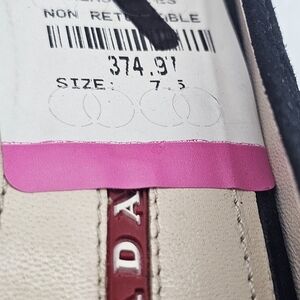 NON RETURNABLE
374.97
SIZE: 7.5
DA